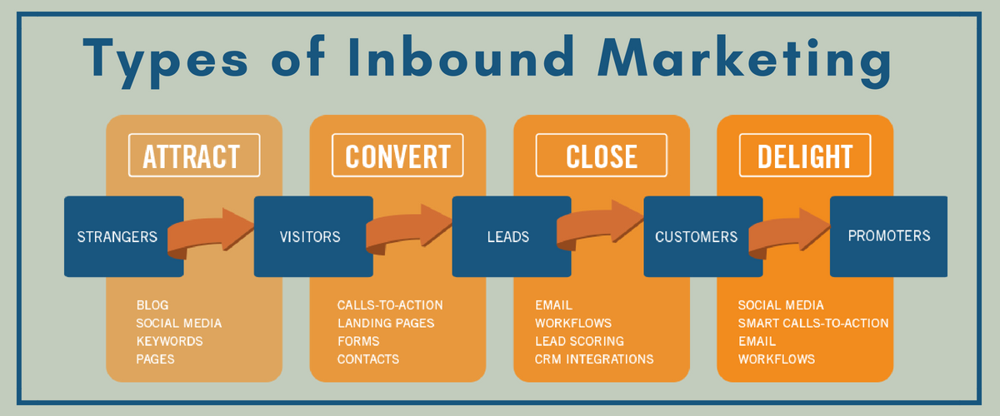 Types of Inbound Marketing
ATTRACT
CONVERT
CLOSE
DELIGHT
STRANGERS
VISITORS
LEADS
CUSTOMERS
PROMOTERS
BLOG
SOCIAL MEDIA
KEYWORDS
PAGES
CALLS-TO-ACTION
LANDING PAGES
FORMS
CONTACTS
EMAIL
WORKFLOWS
LEAD SCORING
CRM INTEGRATIONS
SOCIAL MEDIA
SMART CALLS-TO-ACTION
EMAIL
WORKFLOWS